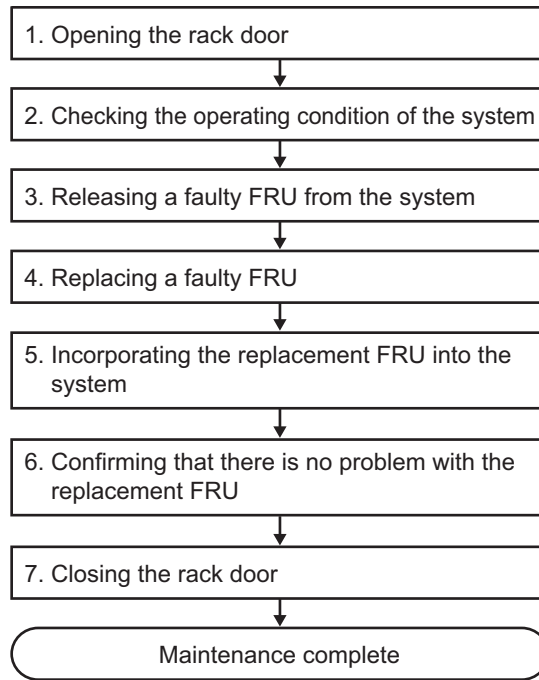 1. Opening the rack door
2. Checking the operating condition of the system
3. Releasing a faulty FRU from the system
4. Replacing a faulty FRU
5. Incorporating the replacement FRU into the
system
6. Confirming that there is no problem with the
replacement FRU
7. Closing the rack door
Maintenance complete